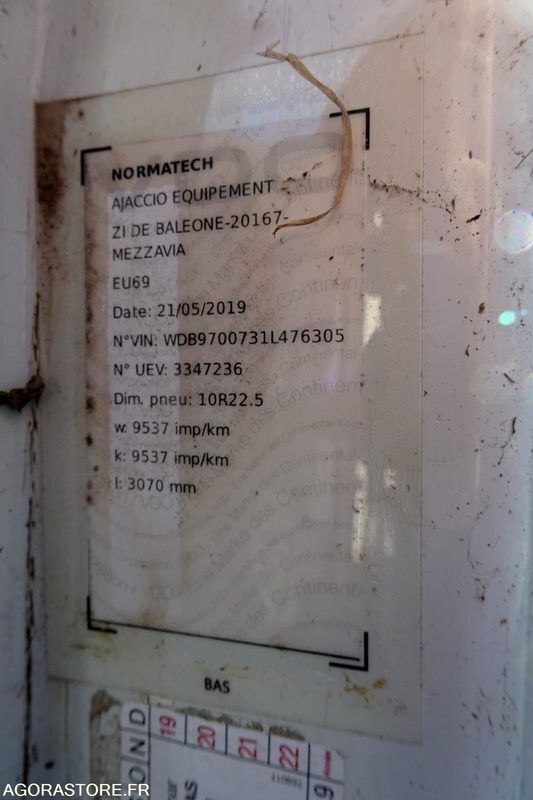 NORMATECH
AJACCIO EQUIPEMENT
ZI DE BALEONE-20167-
MEZZAVIA
EU69
Date: 21/05/2019
N°VIN: WDB9700731L476305
N° UEV: 3347236
Dim. pneu: 10R22.5
w: 9537 imp/km
k: 9537 imp/km
l: 3070 mm
BAS
19 20 21 22
O N D
AGORASTORE.FR